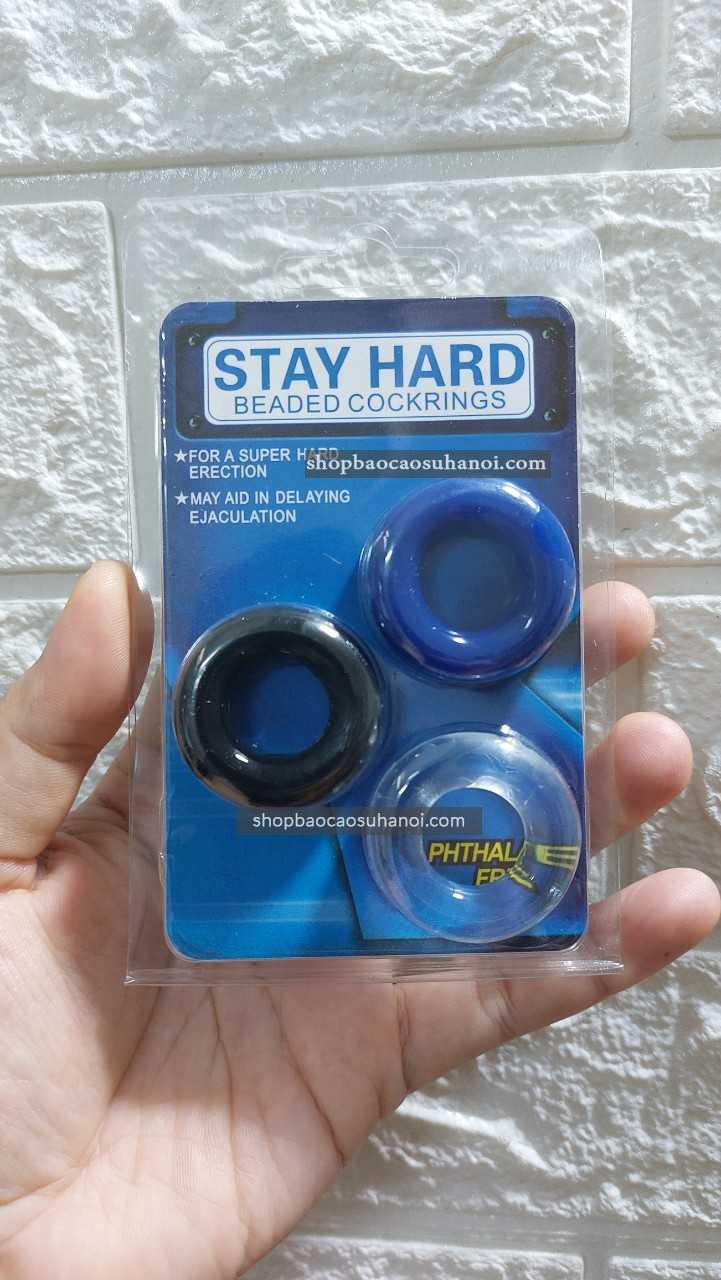 STAY HARD
BEADED COCKRINGS
★FOR A SUPER HARD
ERECTION
shopbaocaosuhanoi.com
★MAY AID IN DELAYING
EJACULATION
shopbaocaosuhanoi.com